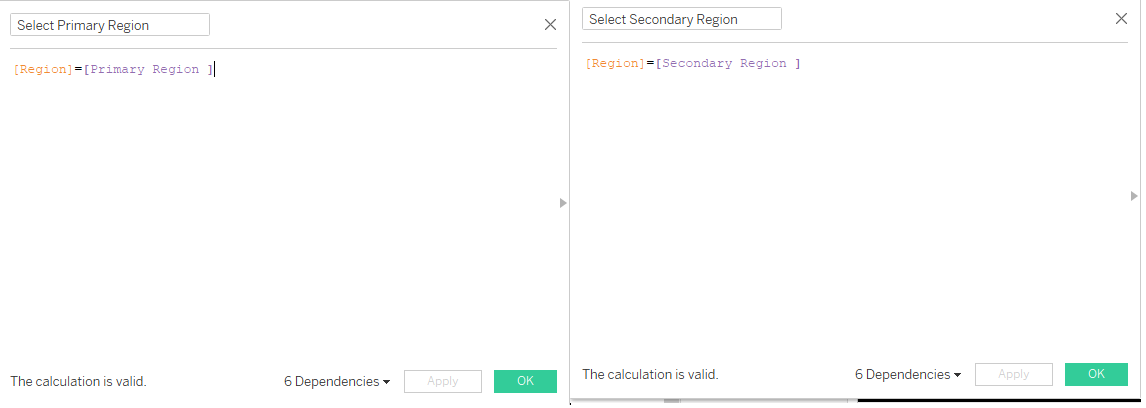 Select Primary Region
[Region]=[Primary Region ]
The calculation is valid.
6 Dependencies
Apply
OK
Select Secondary Region
[Region]=[Secondary Region ]
The calculation is valid.
6 Dependencies
Apply
OK